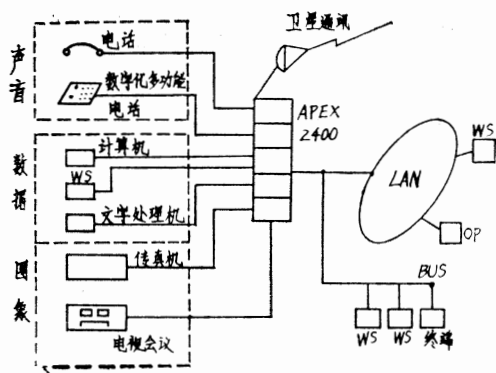 卫星通讯
声音
电话
数字化多功能
电话
APEX
2400
数据
计算机
WS
文字处理机
LAN
WS
OP
图象
传真机
电视会议
BUS
WS
WS
终端